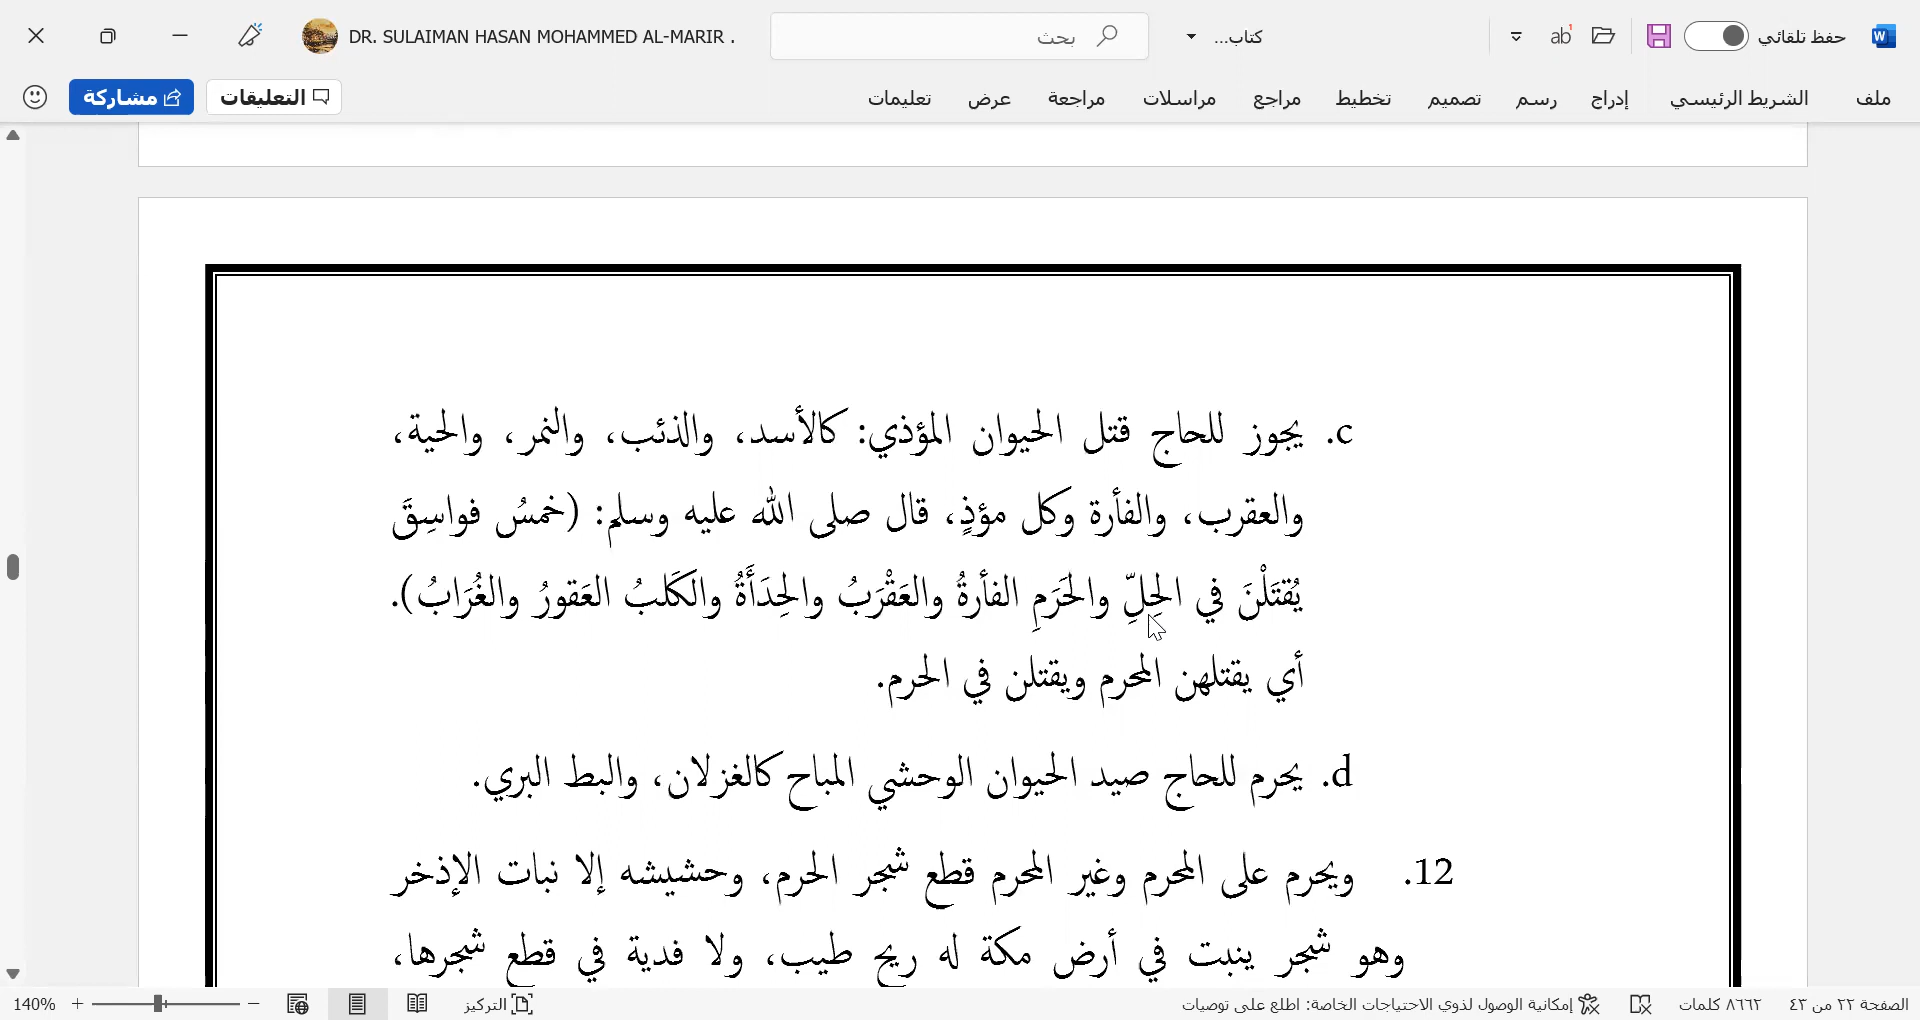 حفظ تلقائي
ab¹
كتاب...
بحث
DR. SULAIMAN HASAN MOHAMMED AL-MARIR .
ملف
الشريط الرئيسي
إدراج
رسم
تصميم
تخطيط
مراجع
مراسلات
مراجعة
عرض
تعليمات
التعليقات
مشاركة
c. يجوز للحاج قتل الحيوان المؤذي: كالأسد، والذئب، والنمر، والحية،
والعقرب، والفأرة وكل مؤذٍ، قال صلى الله عليه وسلم: (خمسُ فواسِقَ
يُقتَلْنَ في الحِلِّ والحَرَمِ الفأرةُ والعَقْرَبُ والحِدَأَةُ والكَلبُ العَقورُ والغُرَابُ).
أي يقتلهن المحرم ويقتلن في الحرم.
d. يحرم للحاج صيد الحيوان الوحشي المباح كالغزلان، والبط البري.
12. ويحرم على المحرم وغير المحرم قطع شجر الحرم، وحشيشه إلا نبات الإذخر
وهو شجر ينبت في أرض مكة له ريح طيب، ولا فدية في قطع شجرها،
الصفحة ٢٢ من ٤٣
٨٦٦٢ كلمات
إمكانية الوصول لذوي الاحتياجات الخاصة: اطلع على توصيات
التركيز
140%